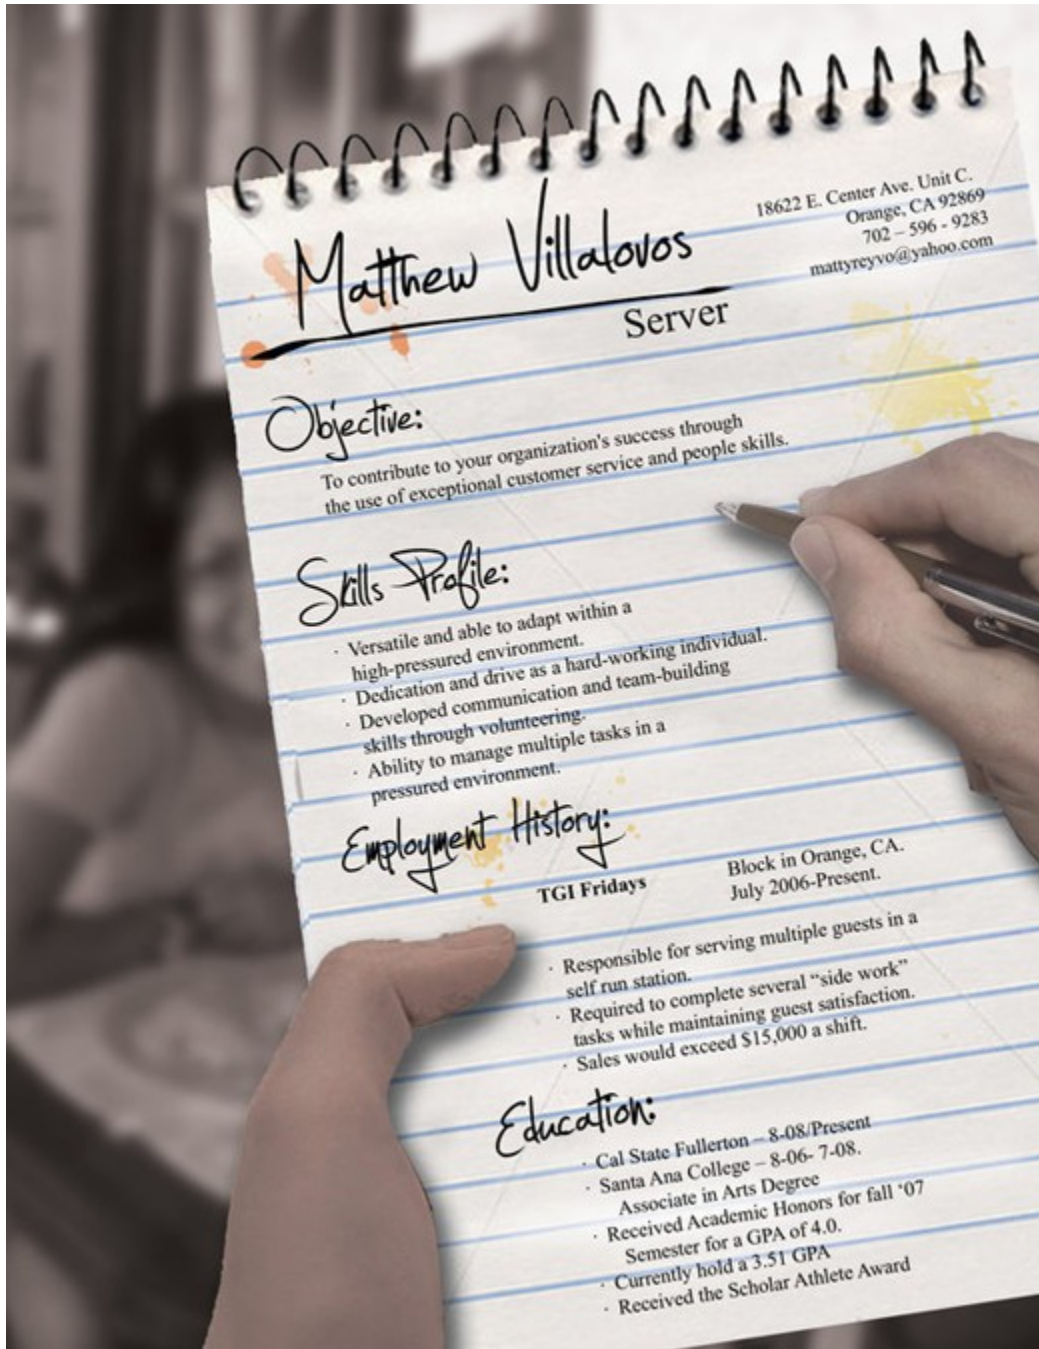 Matthew Villalovos
Server
18622 E. Center Ave. Unit C.
Orange, CA 92869
702 – 596 - 9283
mattyreyvo@yahoo.com
Objective:
To contribute to your organization's success through
the use of exceptional customer service and people skills.
Skills Profile:
· Versatile and able to adapt within a
high-pressured environment.
· Dedication and drive as a hard-working individual.
· Developed communication and team-building
skills through volunteering.
· Ability to manage multiple tasks in a
pressured environment.
Employment History:
TGI Fridays
Block in Orange, CA.
July 2006-Present.
· Responsible for serving multiple guests in a
self run station.
· Required to complete several “side work”
tasks while maintaining guest satisfaction.
· Sales would exceed $15,000 a shift.
Education:
· Cal State Fullerton – 8-08/Present
· Santa Ana College – 8-06- 7-08.
Associate in Arts Degree
· Received Academic Honors for fall ‘07
Semester for a GPA of 4.0.
· Currently hold a 3.51 GPA
· Received the Scholar Athlete Award